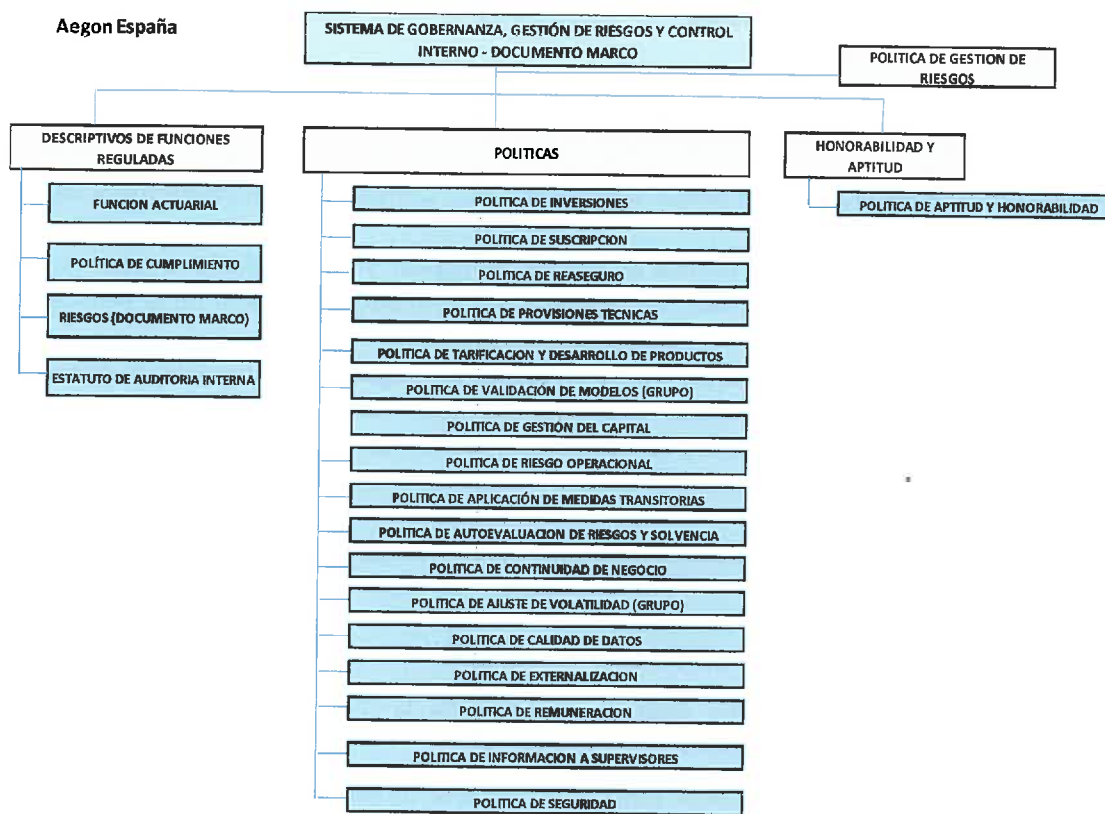 Aegon España
SISTEMA DE GOBERNANZA, GESTIÓN DE RIESGOS Y CONTROL
INTERNO - DOCUMENTO MARCO
POLITICA DE GESTION DE
RIESGOS
DESCRIPTIVOS DE FUNCIONES
REGULADAS
FUNCION ACTUARIAL
POLÍTICA DE CUMPLIMIENTO
RIESGOS (DOCUMENTO MARCO)
ESTATUTO DE AUDITORIA INTERNA
POLITICAS
POLITICA DE INVERSIONES
POLITICA DE SUSCRIPCION
POLITICA DE REASEGURO
POLITICA DE PROVISIONES TECNICAS
POLITICA DE TARIFICACION Y DESARROLLO DE PRODUCTOS
POLITICA DE VALIDACIÓN DE MODELOS (GRUPO)
POLITICA DE GESTIÓN DEL CAPITAL
POLITICA DE RIESGO OPERACIONAL
POLITICA DE APLICACIÓN DE MEDIDAS TRANSITORIAS
POLITICA DE AUTOEVALUACION DE RIESGOS Y SOLVENCIA
POLITICA DE CONTINUIDAD DE NEGOCIO
POLITICA DE AJUSTE DE VOLATILIDAD (GRUPO)
POLITICA DE CALIDAD DE DATOS
POLITICA DE EXTERNALIZACION
POLITICA DE REMUNERACION
POLITICA DE INFORMACION A SUPERVISORES
POLITICA DE SEGURIDAD
HONORABILIDAD Y
APTITUD
POLITICA DE APTITUD Y HONORABILIDAD